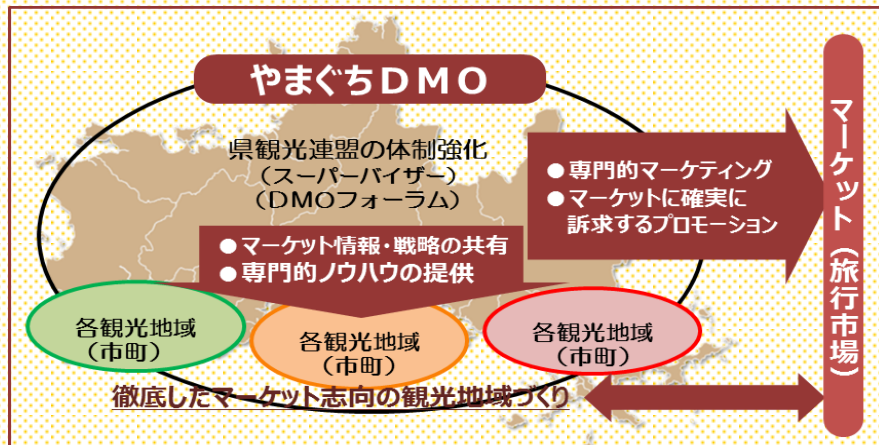 やまぐちＤＭＯ
県観光連盟の体制強化
（スーパーバイザー）
（ＤＭＯフォーラム）
●マーケット情報・戦略の共有
●専門的ノウハウの提供
●専門的マーケティング
●マーケットに確実に
訴求するプロモーション
マーケット（旅行市場）
各観光地域
（市町）
各観光地域
（市町）
各観光地域
（市町）
徹底したマーケット志向の観光地域づくり